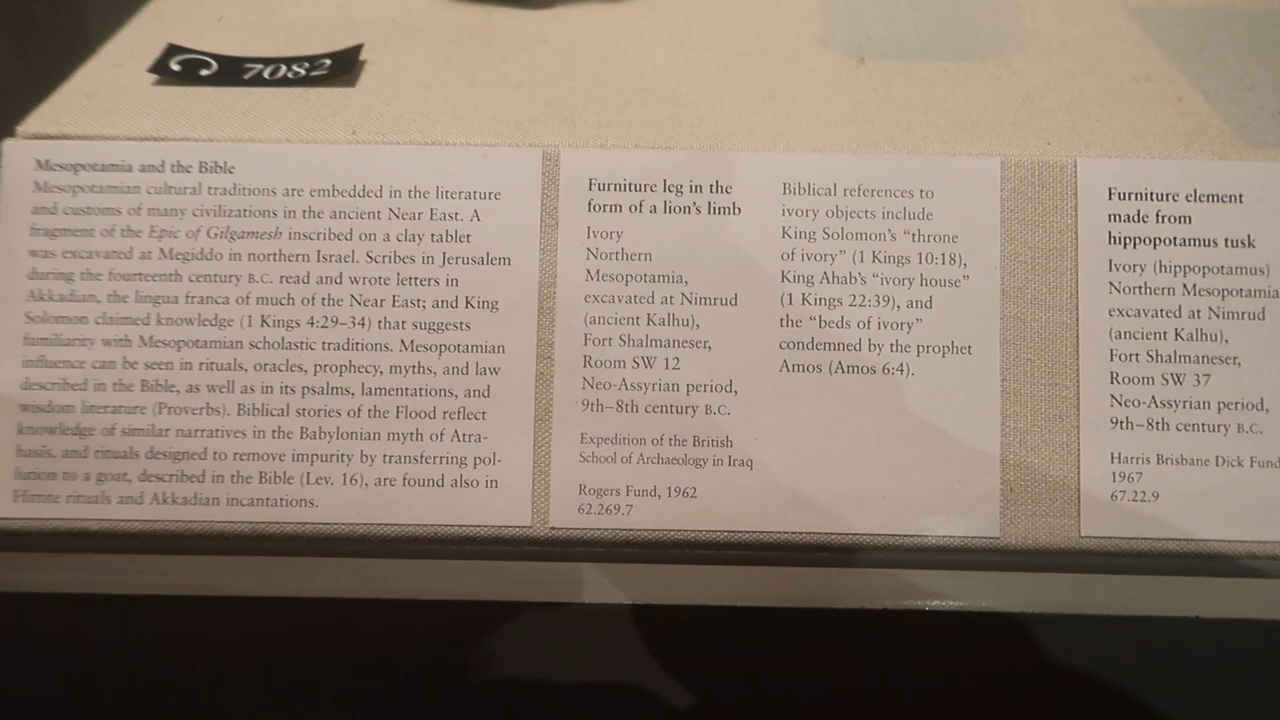 7082
Mesopotamia and the Bible
Mesopotamian cultural traditions are embedded in the literature
and customs of many civilizations in the ancient Near East. A
fragment of the Epic of Gilgamesh inscribed on a clay tablet
was excavated at Megiddo in northern Israel. Scribes in Jerusalem
during the fourteenth century B.C. read and wrote letters in
Akkadian, the lingua franca of much of the Near East; and King
Solomon claimed knowledge (1 Kings 4:29–34) that suggests
familiarity with Mesopotamian scholastic traditions. Mesopotamian
influence can be seen in rituals, oracles, prophecy, myths, and law
described in the Bible, as well as in its psalms, lamentations, and
wisdom literature (Proverbs). Biblical stories of the Flood reflect
knowledge of similar narratives in the Babylonian myth of Atra-
hasis, and rituals designed to remove impurity by transferring pol-
lution to a goat, described in the Bible (Lev. 16), are found also in
Hittite rituals and Akkadian incantations.
Furniture leg in the
form of a lion's limb
Ivory
Northern
Mesopotamia,
excavated at Nimrud
(ancient Kalhu),
Fort Shalmaneser,
Room SW 12
Neo-Assyrian period,
9th–8th century B.C.
Expedition of the British
School of Archaeology in Iraq
Rogers Fund, 1962
62.269.7
Biblical references to
ivory objects include
King Solomon's “throne
of ivory” (1 Kings 10:18),
King Ahab's “ivory house”
(1 Kings 22:39), and
the “beds of ivory”
condemned by the prophet
Amos (Amos 6:4).
Furniture element
made from
hippopotamus tusk
Ivory (hippopotamus)
Northern Mesopotamia
excavated at Nimrud
(ancient Kalhu),
Fort Shalmaneser,
Room SW 37
Neo-Assyrian period,
9th–8th century B.C.
Harris Brisbane Dick Fund
1967
67.22.9